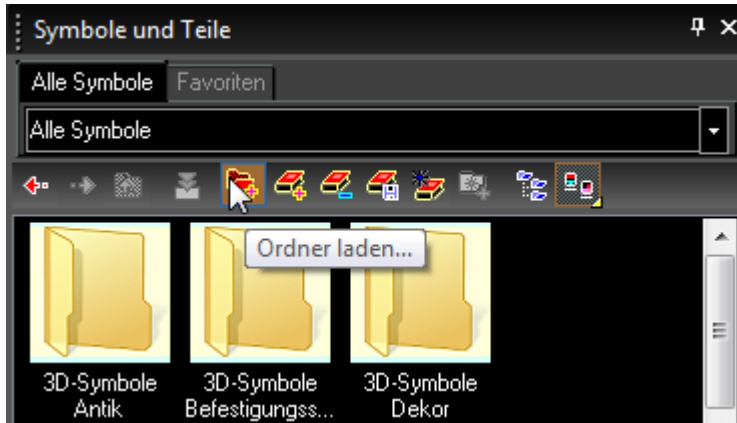 Symbole und Teile
Alle Symbole Favoriten
Alle Symbole
Ordner laden...
3D-Symbole Antik
3D-Symbole Befestigungss...
3D-Symbole Dekor